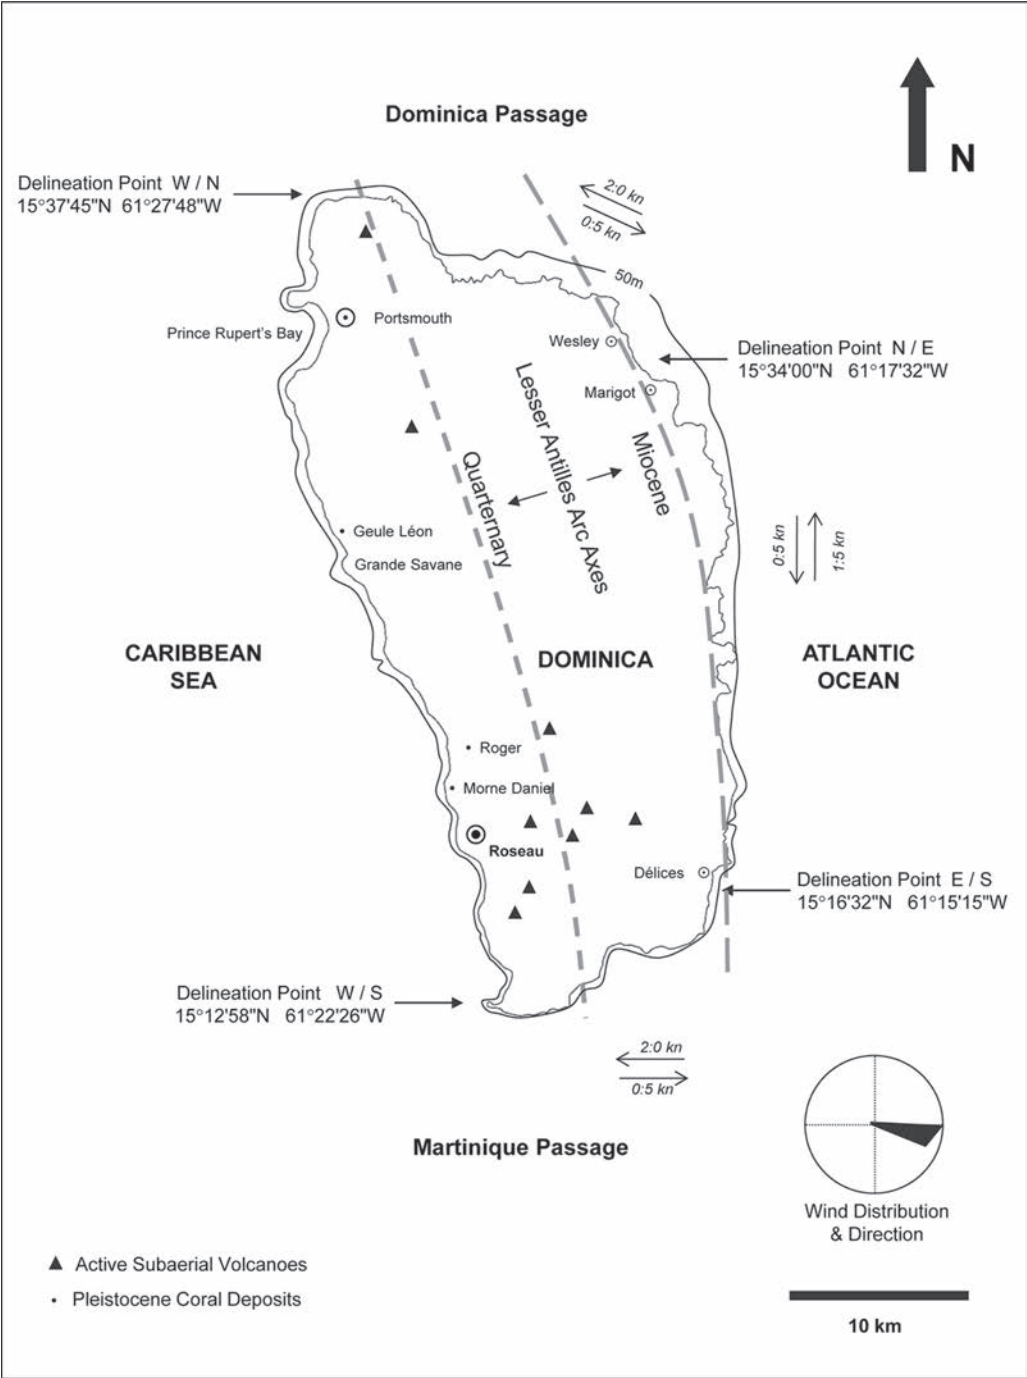 Dominica Passage
N
Delineation Point W / N
15°37'45"N 61°27'48"W
2:0 kn
0:5 kn
50m
Prince Rupert's Bay
Portsmouth
Wesley
Delineation Point N / E
15°34'00"N 61°17'32"W
Marigot
Lesser Antilles Arc Axes
Miocene
Quarternary
Geule Léon
Grande Savane
0:5 kn
1:5 kn
CARIBBEAN
SEA
DOMINICA
ATLANTIC
OCEAN
Roger
Morne Daniel
Roseau
Délices
Delineation Point E / S
15°16'32"N 61°15'15"W
Delineation Point W / S
15°12'58"N 61°22'26"W
2:0 kn
0:5 kn
Martinique Passage
Wind Distribution
& Direction
Active Subaerial Volcanoes
Pleistocene Coral Deposits
10 km